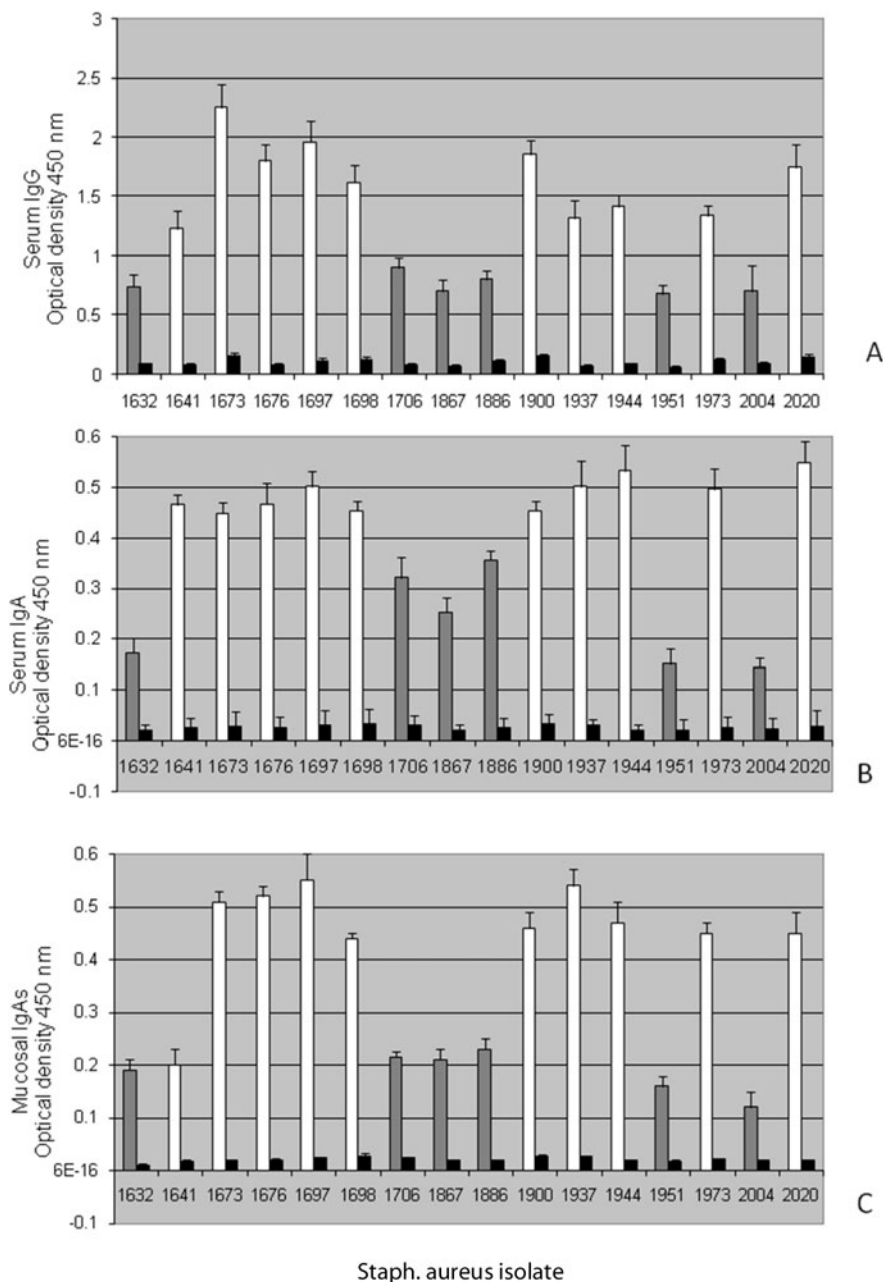 3
2.5
2
1.5
1
0.5
0
Serum IgG
Optical density 450 nm
1632 1641 1673 1676 1697 1698 1706 1867 1886 1900 1937 1944 1951 1973 2004 2020
A
0.6
0.5
0.4
0.3
0.2
0.1
6E-16
-0.1
Serum IgA
Optical density 450 nm
1632 1641 1673 1676 1697 1698 1706 1867 1886 1900 1937 1944 1951 1973 2004 2020
B
0.6
0.5
0.4
0.3
0.2
0.1
6E-16
-0.1
Mucosal IgAs
Optical density 450 nm
1632 1641 1673 1676 1697 1698 1706 1867 1886 1900 1937 1944 1951 1973 2004 2020
C
Staph. aureus isolate